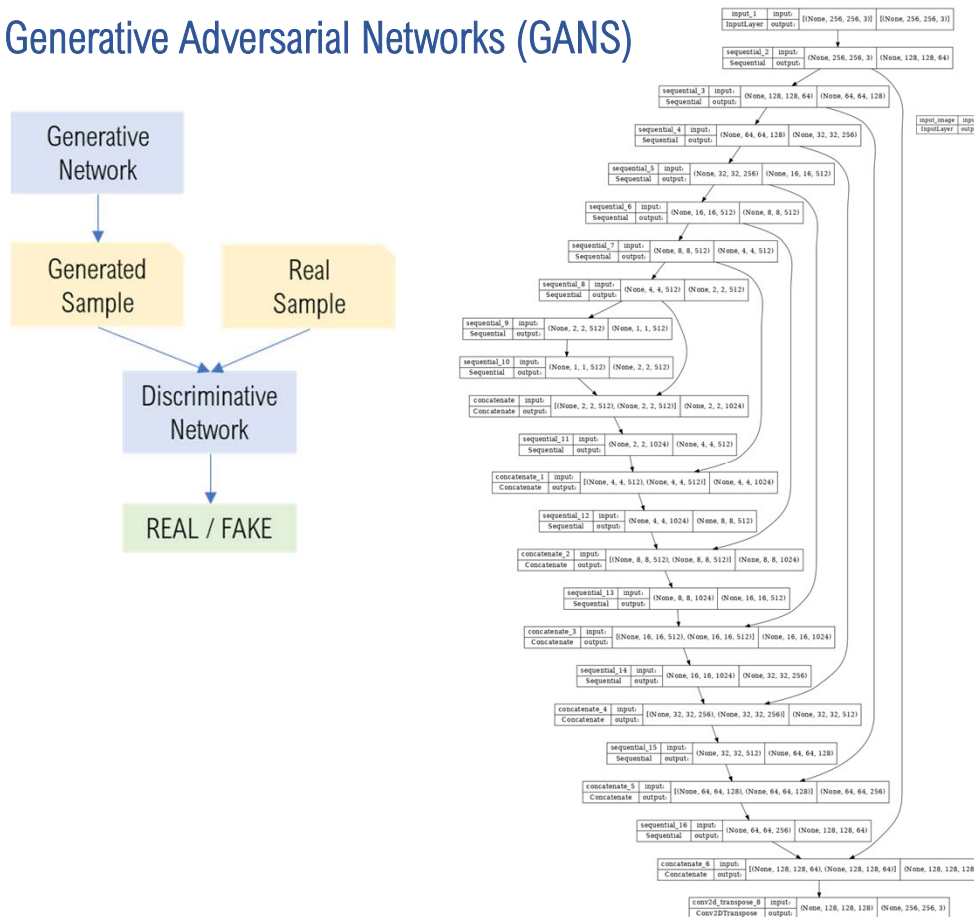 Generative Adversarial Networks (GANS)
Generative
Network
Generated
Sample
Real
Sample
Discriminative
Network
REAL / FAKE
input_1 input: [(None, 256, 256, 3)] [(None, 256, 256, 3)]
InputLayer output:
sequential_2 input: (None, 256, 256, 3) (None, 128, 128, 64)
Sequential output:
sequential_3 input: (None, 128, 128, 64) (None, 64, 64, 128)
Sequential output:
input_image
InputLayer
sequential_4 input: (None, 64, 64, 128) (None, 32, 32, 256)
Sequential output:
sequential_5 input: (None, 32, 32, 256) (None, 16, 16, 512)
Sequential output:
sequential_6 input: (None, 16, 16, 512) (None, 8, 8, 512)
Sequential output:
sequential_7 input: (None, 8, 8, 512) (None, 4, 4, 512)
Sequential output:
sequential_8 input: (None, 4, 4, 512) (None, 2, 2, 512)
Sequential output:
sequential_9 input: (None, 2, 2, 512) (None, 1, 1, 512)
Sequential output:
sequential_10 input: (None, 1, 1, 512) (None, 2, 2, 512)
Sequential output:
concatenate input: [(None, 2, 2, 512), (None, 2, 2, 512)] (None, 2, 2, 1024)
Concatenate output:
sequential_11 input: (None, 2, 2, 1024) (None, 4, 4, 512)
Sequential output:
concatenate_1 input: [(None, 4, 4, 512), (None, 4, 4, 512)] (None, 4, 4, 1024)
Concatenate output:
sequential_12 input: (None, 4, 4, 1024) (None, 8, 8, 512)
Sequential output:
concatenate_2 input: [(None, 8, 8, 512), (None, 8, 8, 512)] (None, 8, 8, 1024)
Concatenate output:
sequential_13 input: (None, 8, 8, 1024) (None, 16, 16, 512)
Sequential output:
concatenate_3 input: [(None, 16, 16, 512), (None, 16, 16, 512)] (None, 16, 16, 1024)
Concatenate output:
sequential_14 input: (None, 16, 16, 1024) (None, 32, 32, 256)
Sequential output:
concatenate_4 input: [(None, 32, 32, 256), (None, 32, 32, 256)] (None, 32, 32, 512)
Concatenate output:
sequential_15 input: (None, 32, 32, 512) (None, 64, 64, 128)
Sequential output:
concatenate_5 input: [(None, 64, 64, 128), (None, 64, 64, 128)] (None, 64, 64, 256)
Concatenate output:
sequential_16 input: (None, 64, 64, 256) (None, 128, 128, 64)
Sequential output:
concatenate_6 input: [(None, 128, 128, 64), (None, 128, 128, 64)] (None, 128, 128, 128
Concatenate output:
conv2d_transpose_8 input: (None, 128, 128, 128) (None, 256, 256, 3)
Conv2DTranspose output: